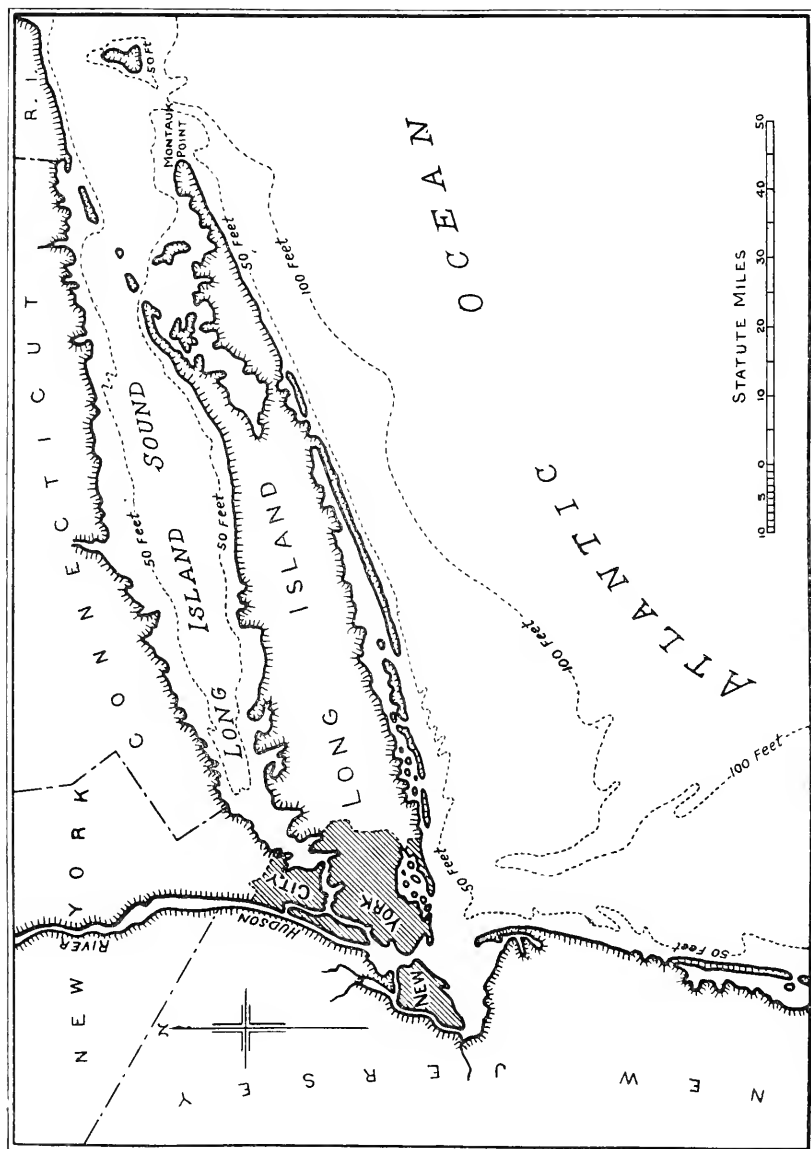 R. I.
CONNECTICUT
NEW YORK
50 Ft
MONTAUK
POINT
LONG ISLAND SOUND
50 Feet
50 Feet
50 Feet
100 Feet
LONG ISLAND
HUDSON
RIVER
NEW YORK CITY
N
NEW JERSEY
50 Feet
50 Feet
100 Feet
100 Feet
ATLANTIC OCEAN
STATUTE MILES
10 5 0 10 20 30 40 50